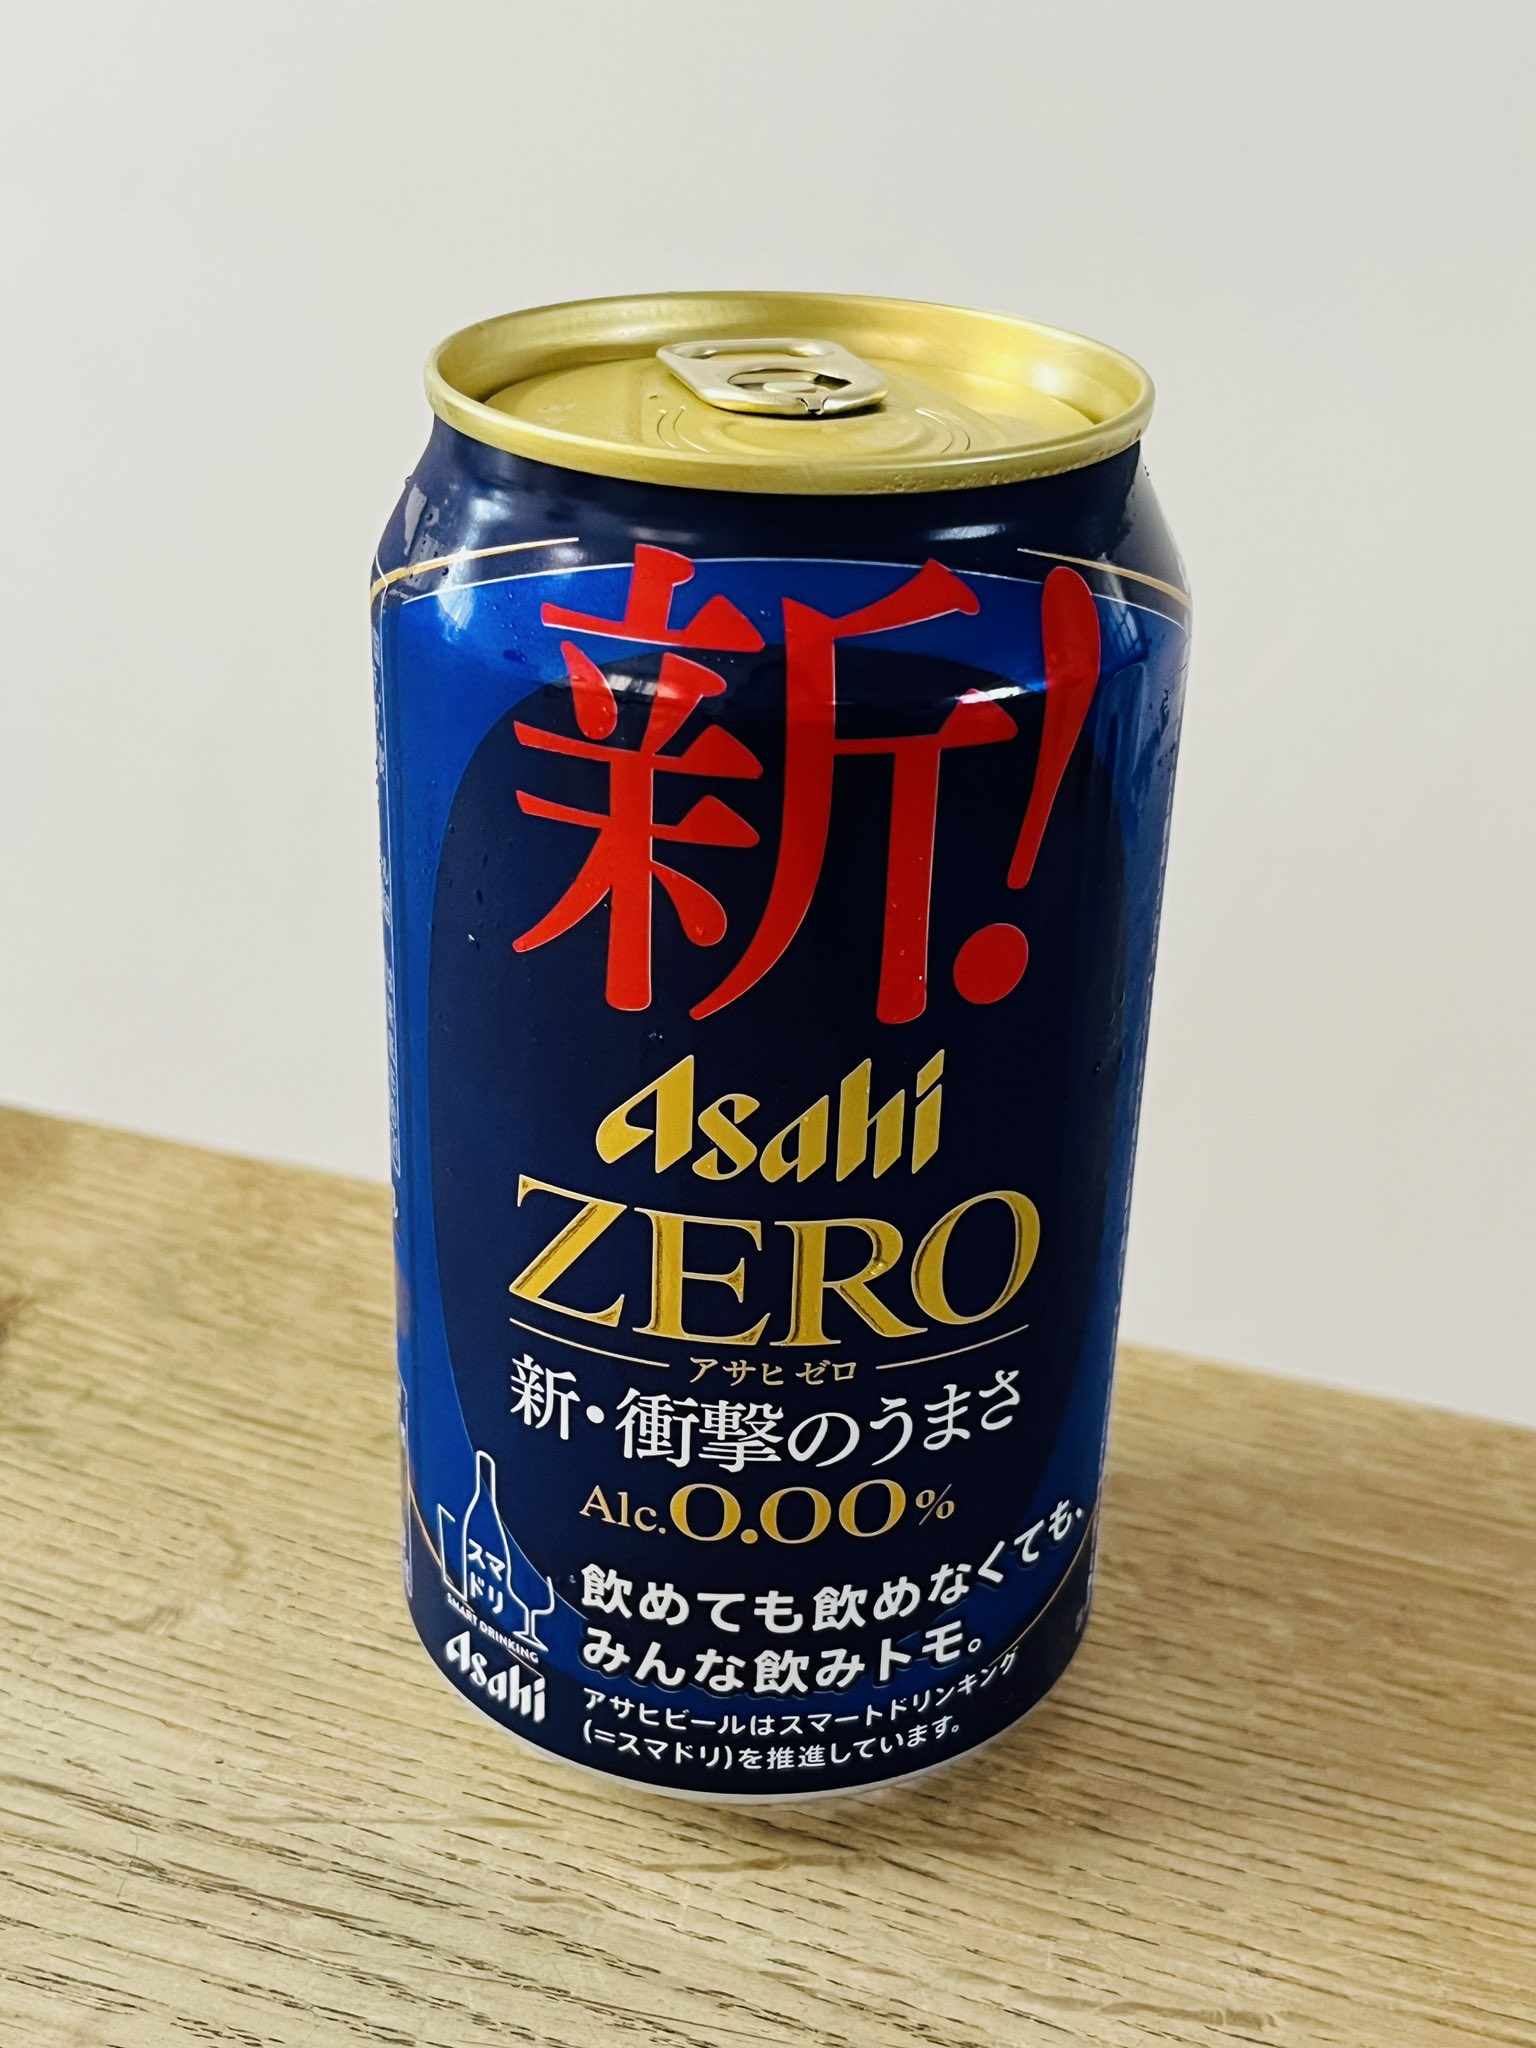 新!
Asahi
ZERO
アサヒ ゼロ
新・衝撃のうまさ
Alc.0.00%
スマ
ドリ
SMART DRINKING
Asahi
飲めても飲めなくても、
みんな飲みトモ。
アサヒビールはスマートドリンキング
(=スマドリ)を推進しています。